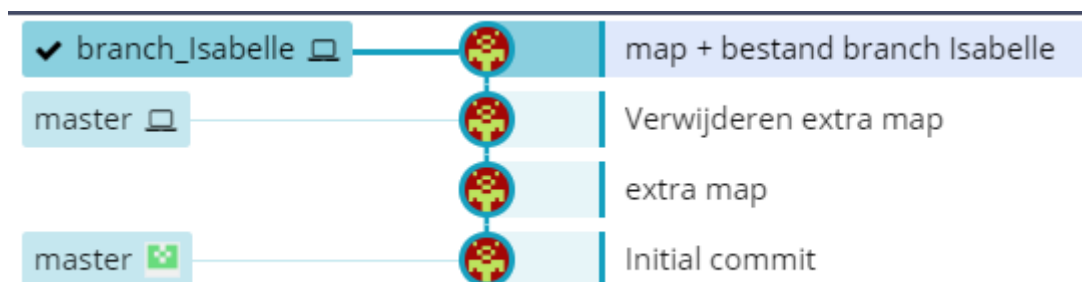 branch_Isabelle map + bestand branch Isabelle
master Verwijderen extra map
extra map
master Initial commit